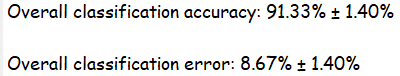 Overall classification accuracy: 91.33% ± 1.40%
Overall classification error: 8.67% ± 1.40%